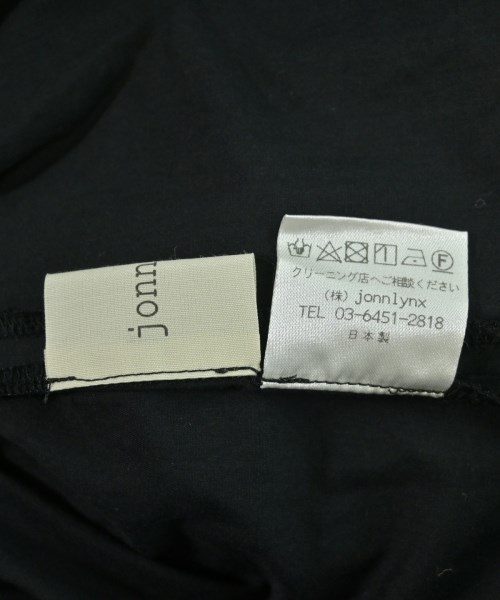 jonn
F
クリーニング店へご相談ください
(株) jonnlynx
TEL 03-6451-2818
日本製